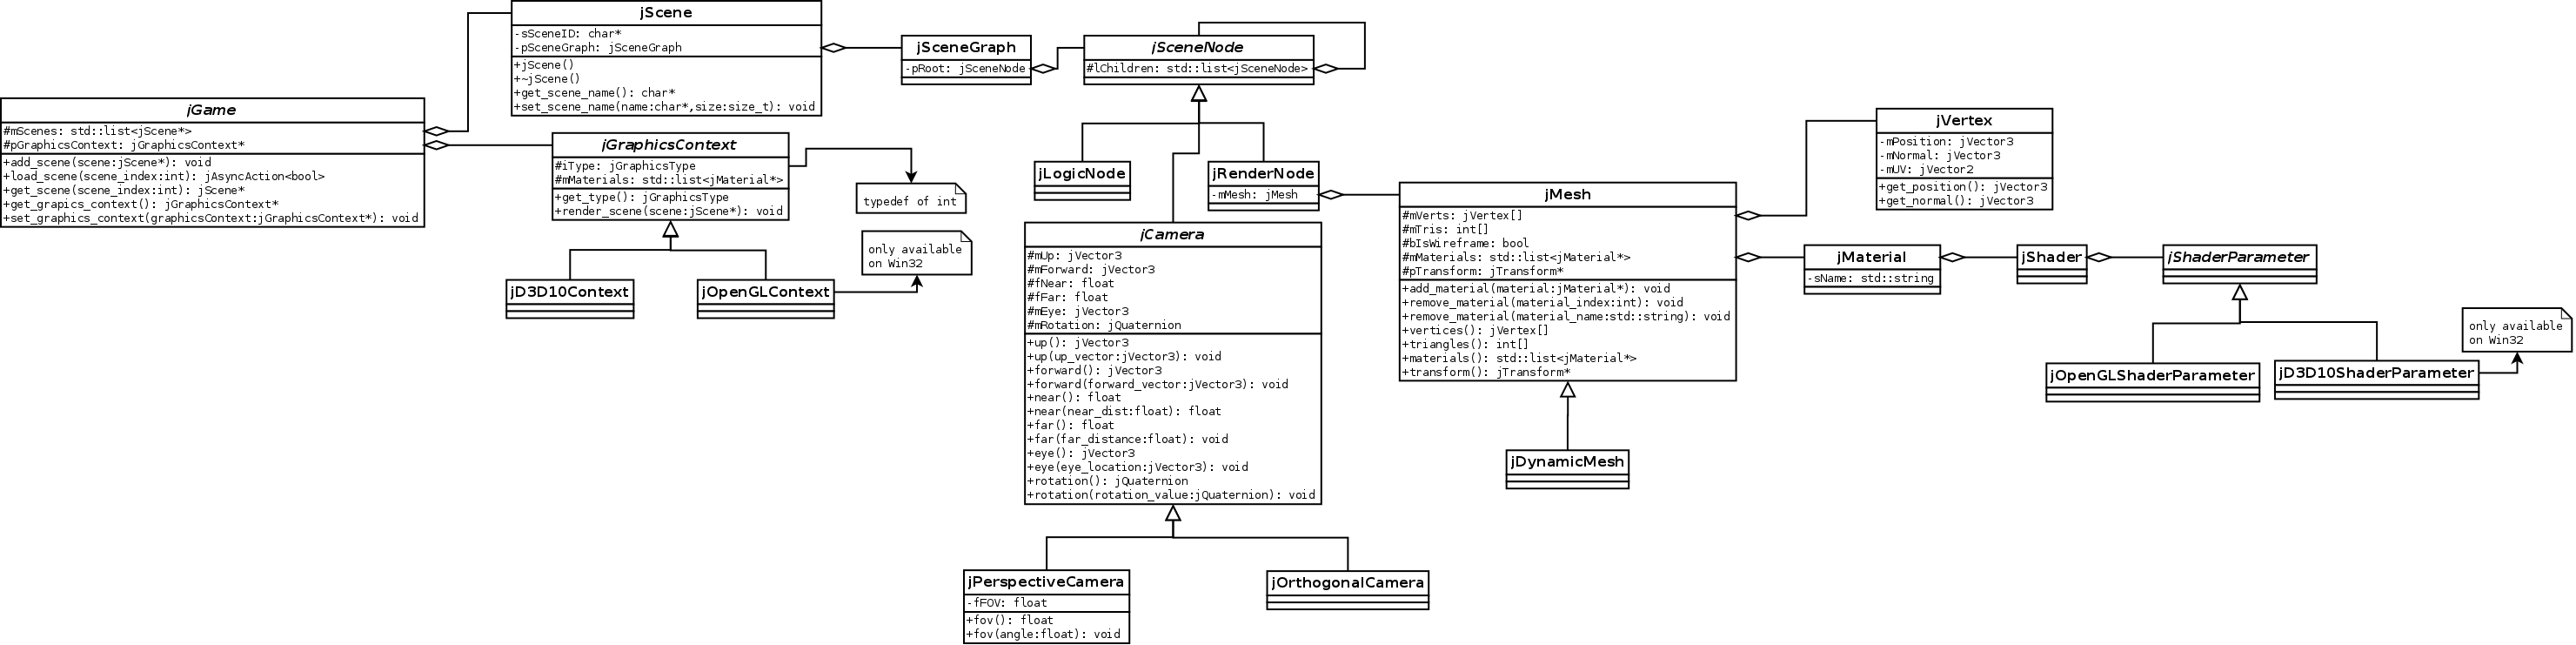 jGame
#mScenes: std::list<jScene*>
#pGraphicsContext: jGraphicsContext*
+add_scene(scene:jScene*): void
+load_scene(scene_index:int): jAsyncAction<bool>
+get_scene(scene_index:int): jScene*
+get_grapics_context(): jGraphicsContext*
+set_graphics_context(graphicsContext:jGraphicsContext*): void
jScene
-sSceneID: char*
-pSceneGraph: jSceneGraph
+jScene()
+~jScene()
+get_scene_name(): char*
+set_scene_name(name:char*,size:size_t): void
jGraphicsContext
#iType: jGraphicsType
#mMaterials: std::list<jMaterial*>
+get_type(): jGraphicsType
+render_scene(scene:jScene*): void
typedef of int
only available
on Win32
jD3D10Context
jOpenGLContext
jSceneGraph
-pRoot: jSceneNode
jSceneNode
#lChildren: std::list<jSceneNode>
jLogicNode
jRenderNode
-mMesh: jMesh
jCamera
#mUp: jVector3
#mForward: jVector3
#fNear: float
#fFar: float
#mEye: jVector3
#mRotation: jQuaternion
+up(): jVector3
+up(up_vector:jVector3): void
+forward(): jVector3
+forward(forward_vector:jVector3): void
+near(): float
+near(near_dist:float): float
+far(): float
+far(far_distance:float): void
+eye(): jVector3
+eye(eye_location:jVector3): void
+rotation(): jQuaternion
+rotation(rotation_value:jQuaternion): void
jPerspectiveCamera
-fFOV: float
+fov(): float
+fov(angle:float): void
jOrthogonalCamera
jMesh
#mVerts: jVertex[]
#mTris: int[]
#bIsWireframe: bool
#mMaterials: std::list<jMaterial*>
#pTransform: jTransform*
+add_material(material:jMaterial*): void
+remove_material(material_index:int): void
+remove_material(material_name:std::string): void
+vertices(): jVertex[]
+triangles(): int[]
+materials(): std::list<jMaterial*>
+transform(): jTransform*
jDynamicMesh
jVertex
-mPosition: jVector3
-mNormal: jVector3
-mUV: jVector2
+get_position(): jVector3
+get_normal(): jVector3
jMaterial
-sName: std::string
jShader
jShaderParameter
jOpenGLShaderParameter
jD3D10ShaderParameter
only available
on Win32